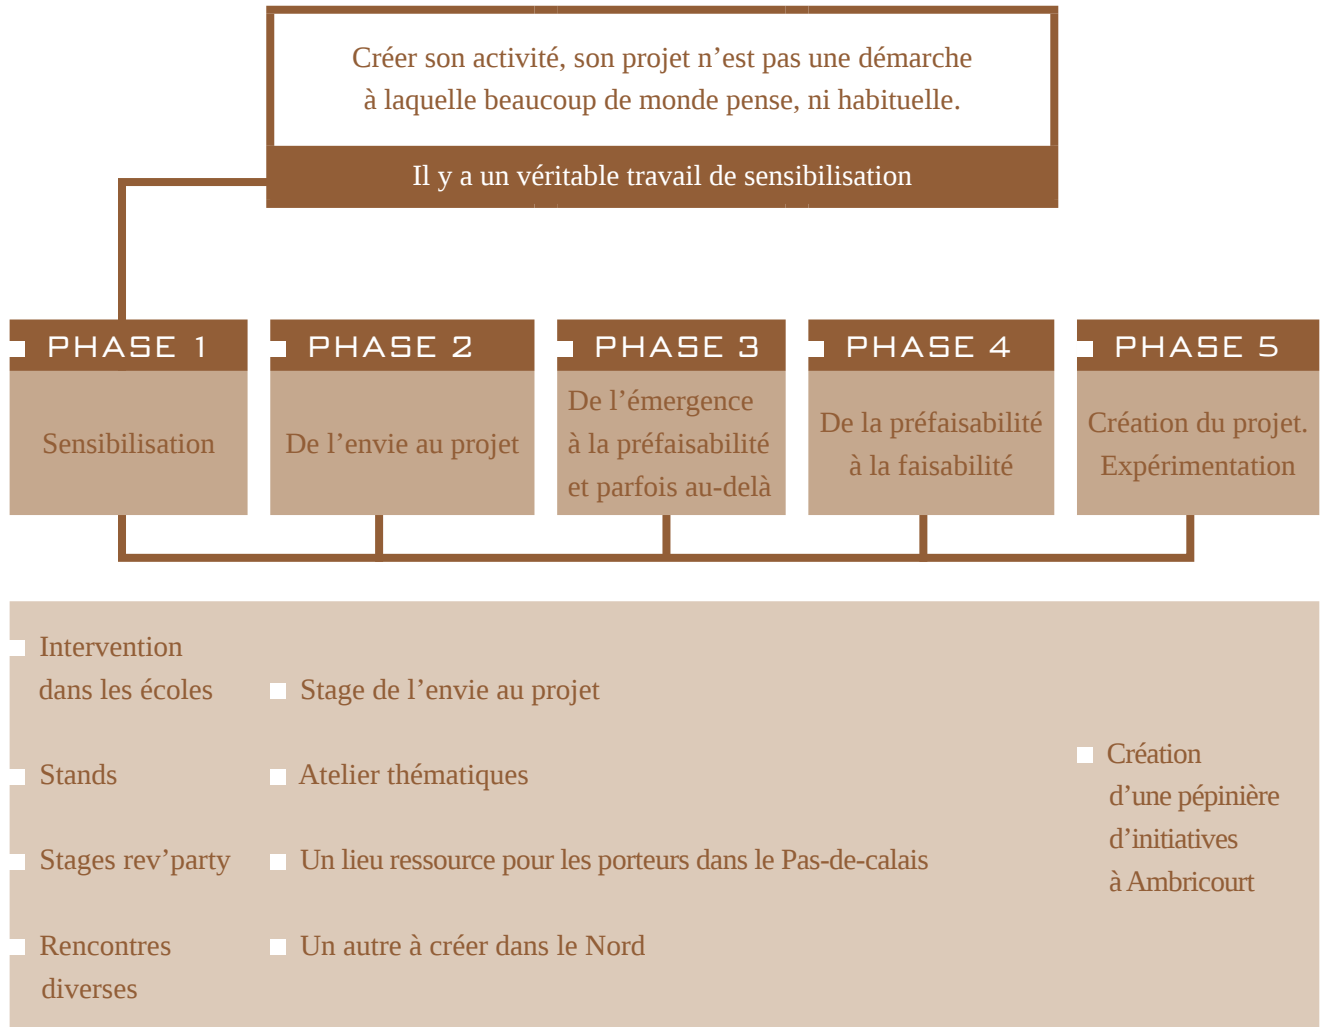 Créer son activité, son projet n’est pas une démarche
à laquelle beaucoup de monde pense, ni habituelle.
Il y a un véritable travail de sensibilisation
PHASE 1
Sensibilisation
PHASE 2
De l’envie au projet
PHASE 3
De l’émergence
à la préfaisabilité
et parfois au-delà
PHASE 4
De la préfaisabilité
à la faisabilité
PHASE 5
Création du projet.
Expérimentation
Intervention
dans les écoles
Stands
Stages rev’party
Rencontres
diverses
Stage de l’envie au projet
Atelier thématiques
Un lieu ressource pour les porteurs dans le Pas-de-calais
Un autre à créer dans le Nord
Création
d’une pépinière
d’initiatives
à Ambricourt